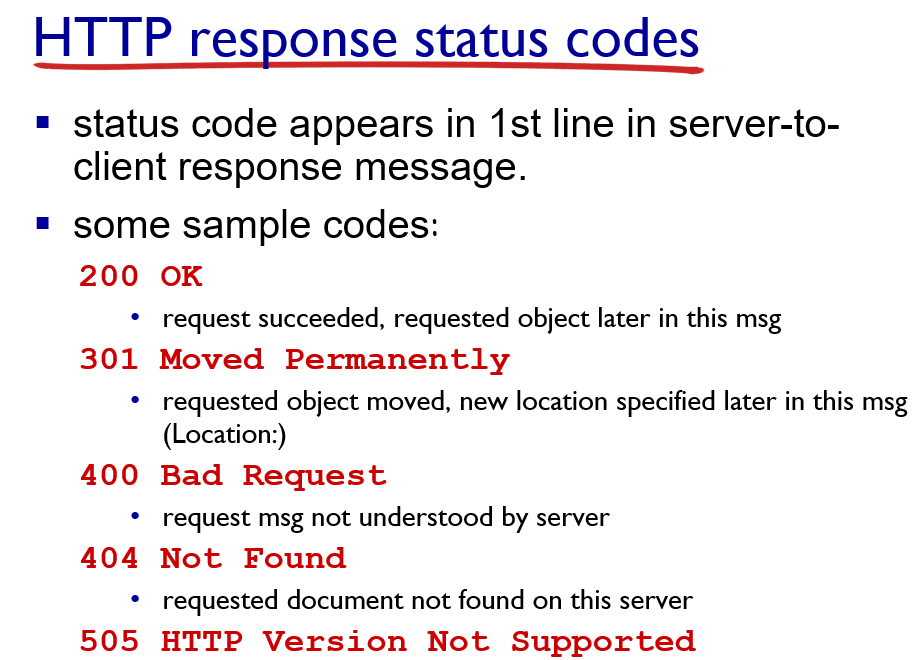 HTTP response status codes
▪ status code appears in 1st line in server-to-
client response message.
▪ some sample codes:
200 OK
• request succeeded, requested object later in this msg
301 Moved Permanently
• requested object moved, new location specified later in this msg
(Location:)
400 Bad Request
• request msg not understood by server
404 Not Found
• requested document not found on this server
505 HTTP Version Not Supported